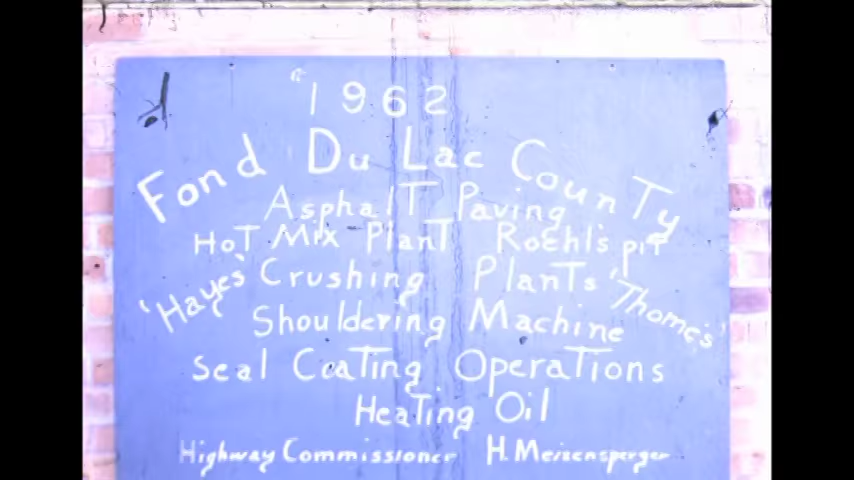 1962
Fond Du Lac County
Asphalt Paving
Hot Mix Plant Roehl's pit
'Hayes' Crushing Plants 'Thome's'
Shouldering Machine
Seal Coating Operations
Heating Oil
Highway Commissioner H. Meisensperger